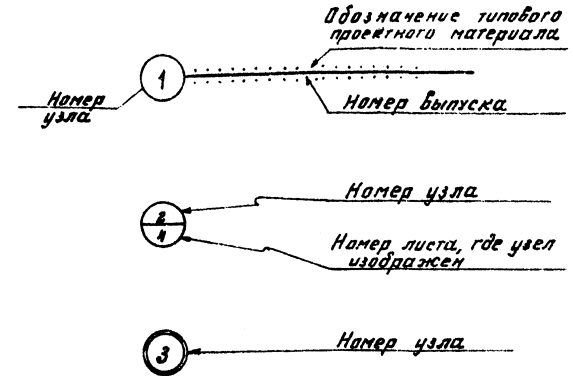 Обозначение типового
проектного материала
1
Номер
узла
Номер выпуска
2
4
Номер узла
Номер листа, где узел
изображен
3
Номер узла